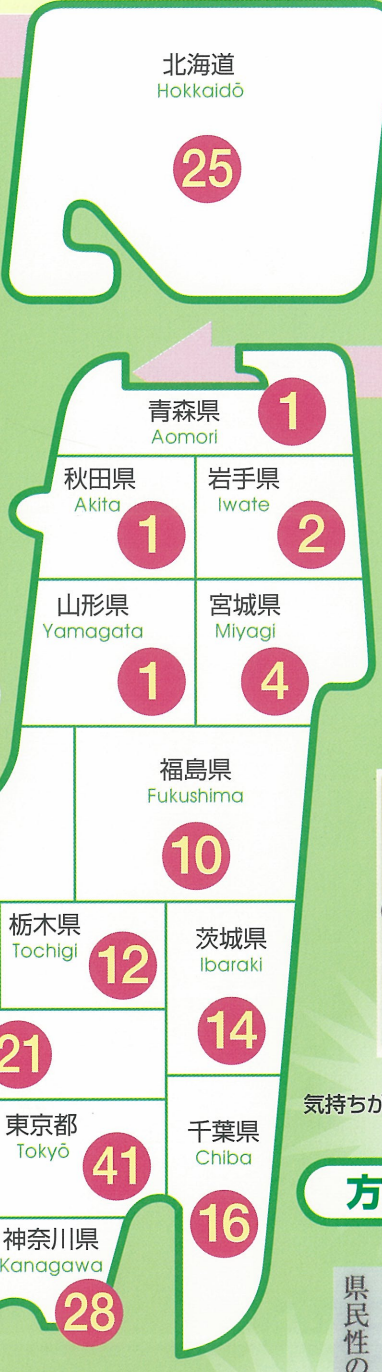 北海道
Hokkaidō
25
青森県
Aomori
1
秋田県
Akita
1
岩手県
Iwate
2
山形県
Yamagata
1
宮城県
Miyagi
4
福島県
Fukushima
10
栃木県
Tochigi
12
茨城県
Ibaraki
14
21
東京都
Tokyō
41
千葉県
Chiba
16
神奈川県
Kanagawa
28
気持ちか
方
県民性の